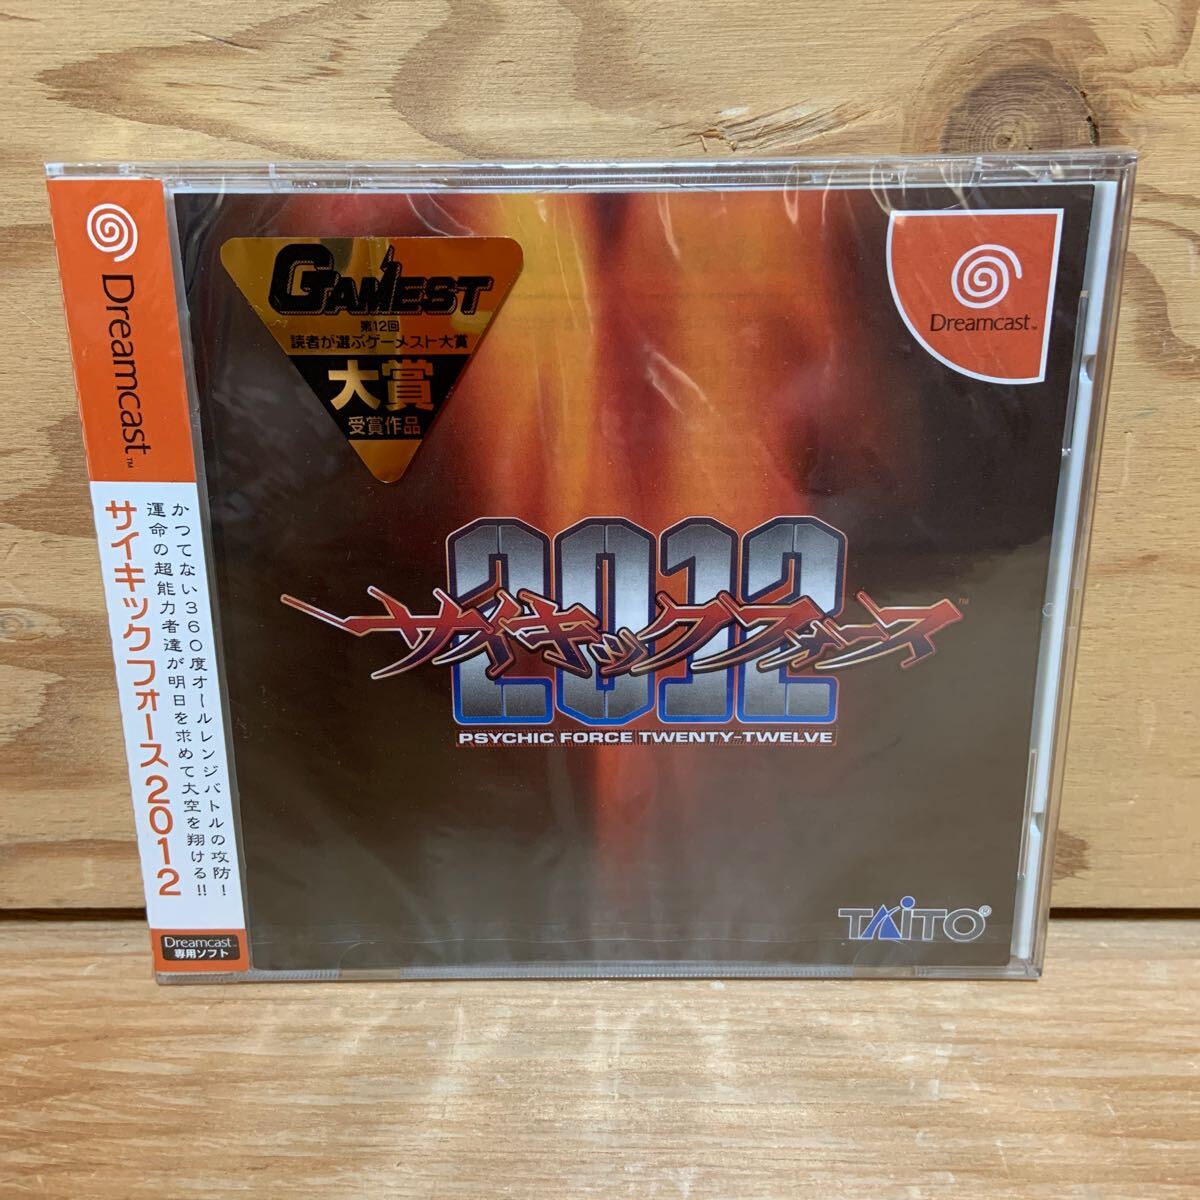 Dreamcast™
サイキックフォース2012
かつてない360度オールレンジバトルの攻防！
運命の超能力者達が明日を求めて大空を翔ける!!
Dreamcast™
専用ソフト
GAMEST
第12回
読者が選ぶゲーメスト大賞
大賞
受賞作品
Dreamcast™
2012
サイキックフォース™
PSYCHIC FORCE TWENTY-TWELVE
TAITO®